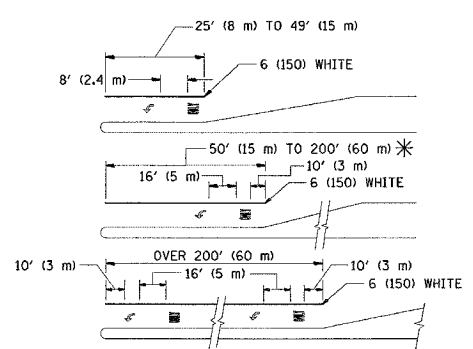 25' (8 m) TO 49' (15 m)
8' (2.4 m)
6 (150) WHITE
50' (15 m) TO 200' (60 m) *
10' (3 m)
16' (5 m)
6 (150) WHITE
OVER 200' (60 m)
10' (3 m)
16' (5 m)
10' (3 m)
6 (150) WHITE